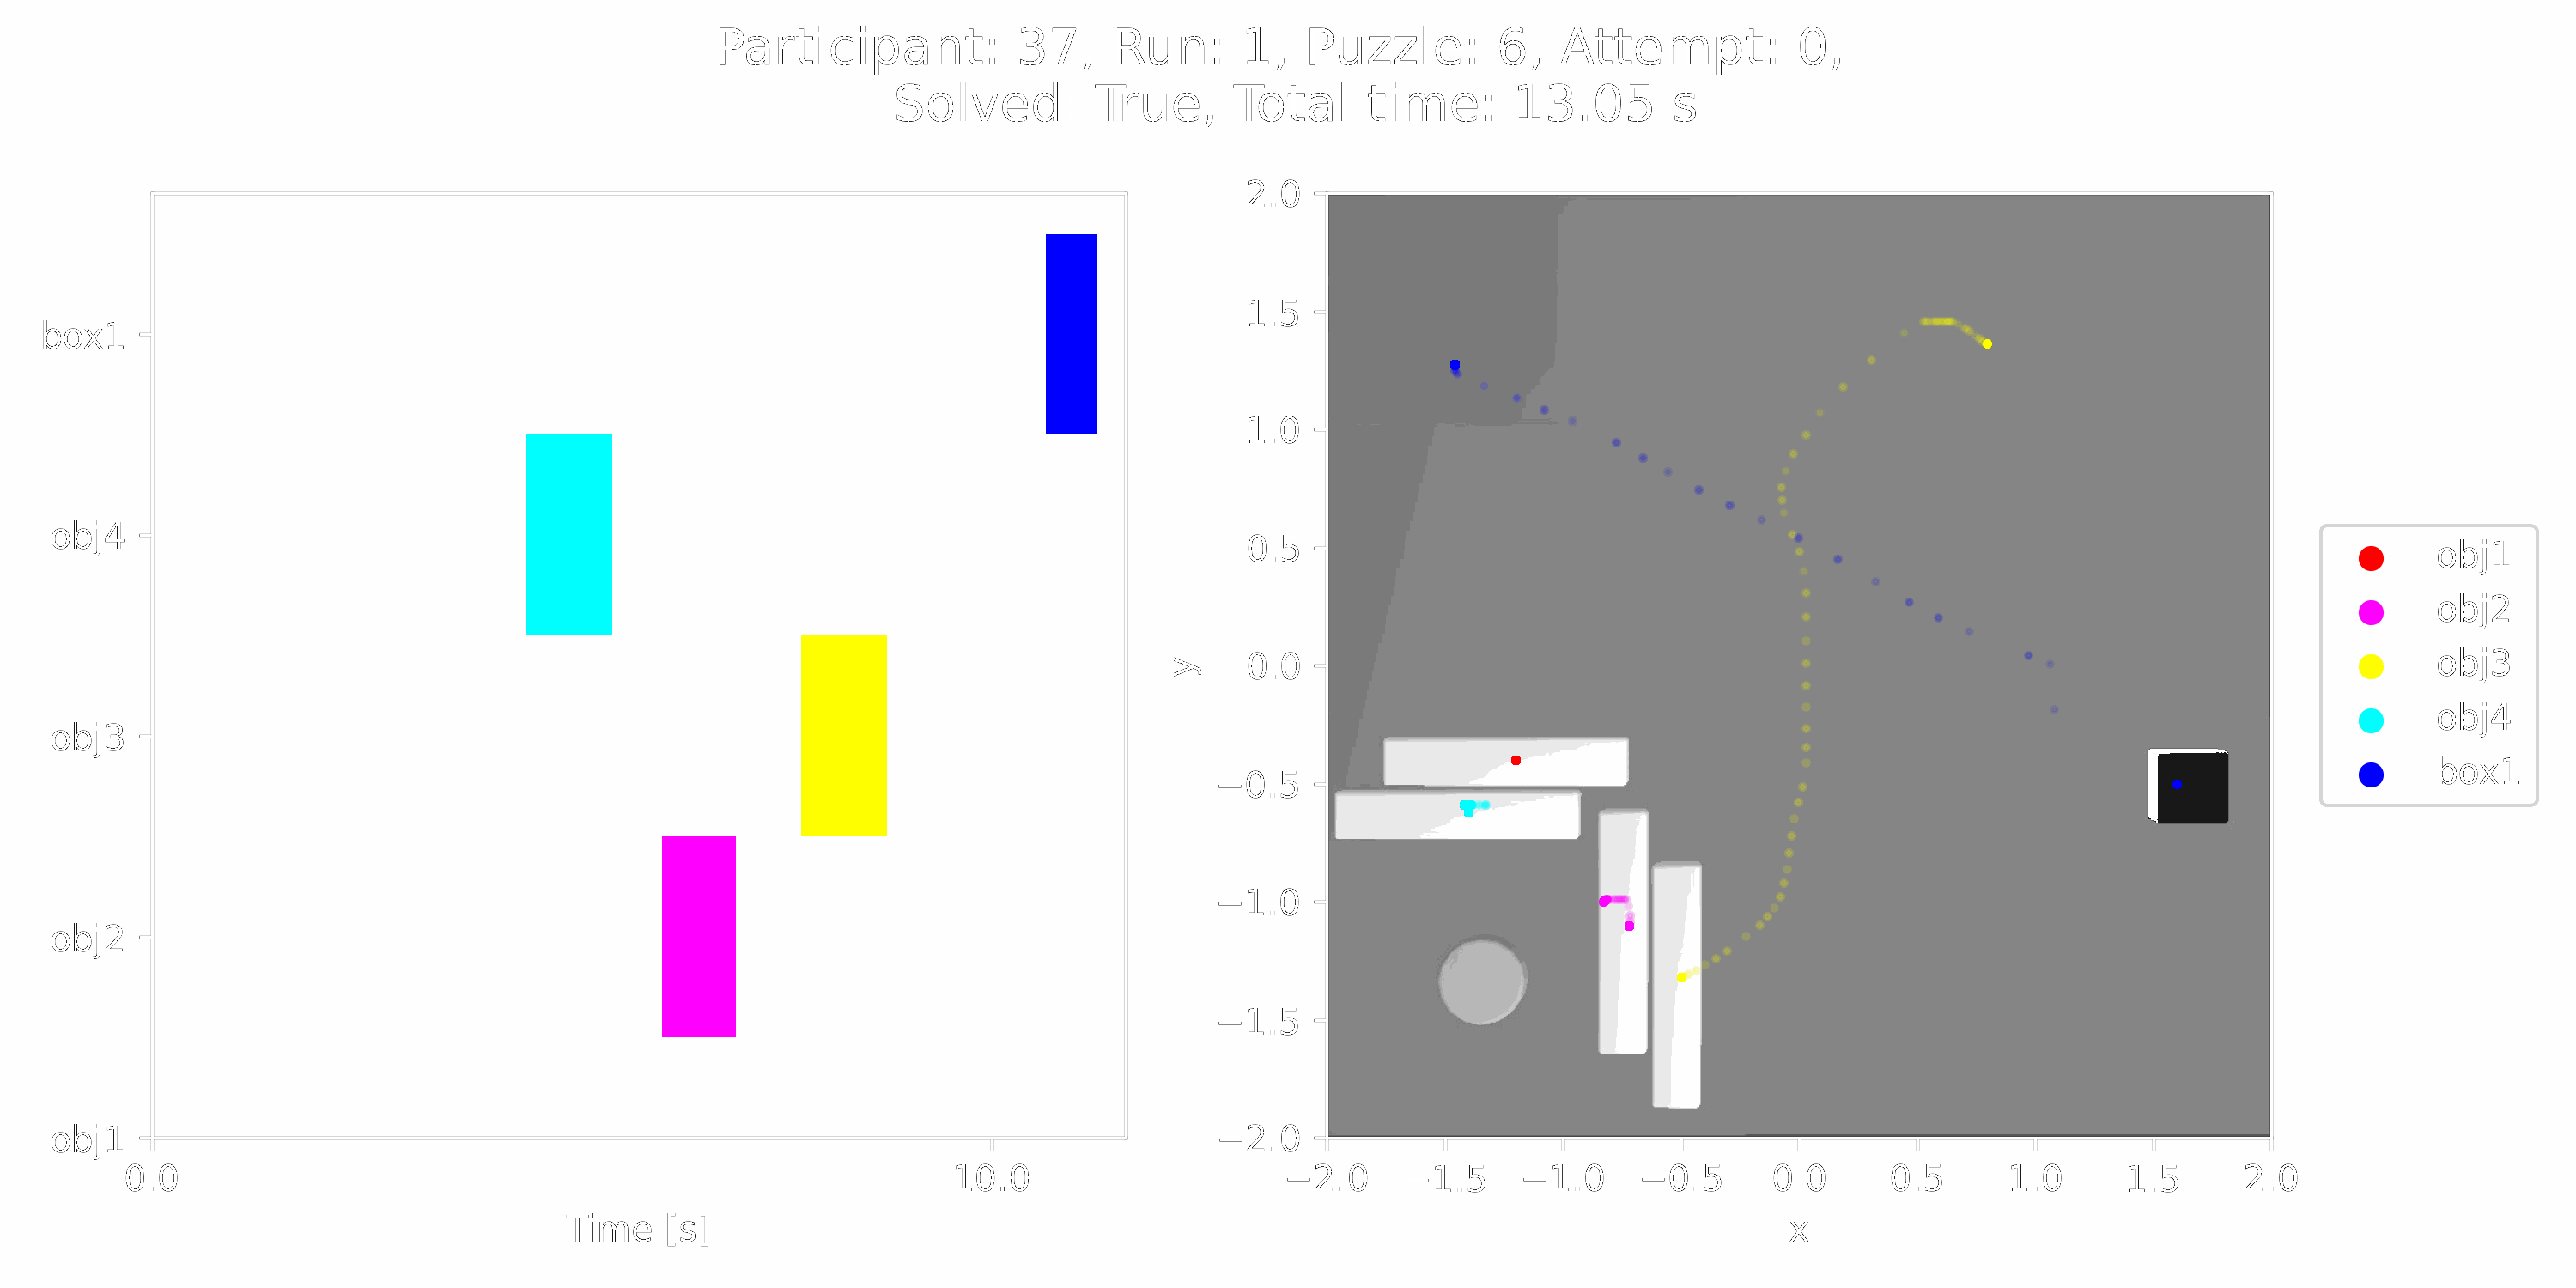 Participant: 37, Run: 1, Puzzle: 6, Attempt: 0,
Solved True, Total time: 13.05 s
box1
obj4
obj3
obj2
obj1
0.0
10.0
Time [s]
2.0
1.5
1.0
0.5
0.0
−0.5
−1.0
−1.5
−2.0
y
−2.0
−1.5
−1.0
−0.5
0.0
0.5
1.0
1.5
2.0
x
obj1
obj2
obj3
obj4
box1